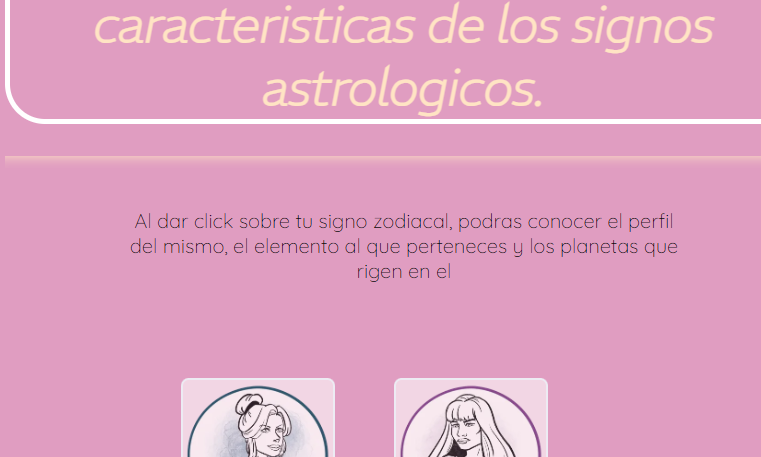 caracteristicas de los signos
astrologicos.
Al dar click sobre tu signo zodiacal, podras conocer el perfil
del mismo, el elemento al que perteneces y los planetas que
rigen en el